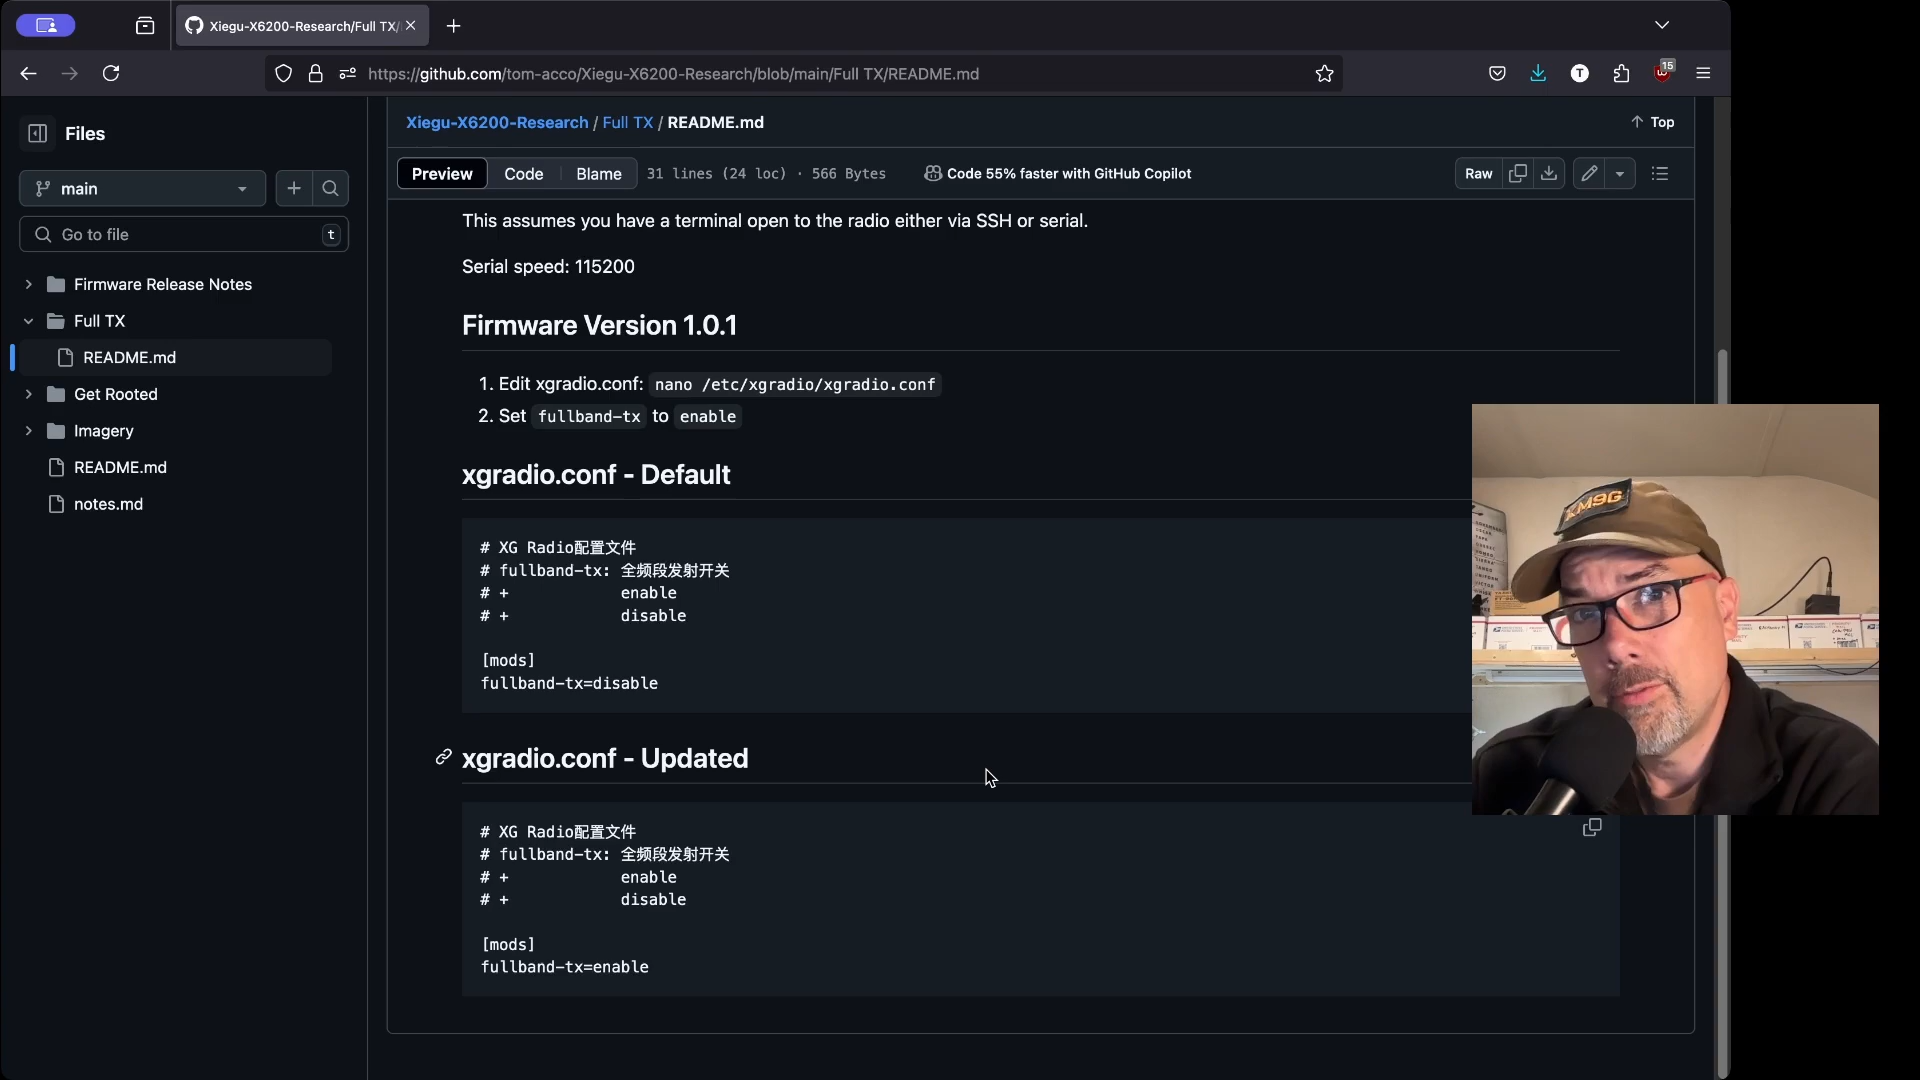 Xiegu-X6200-Research/Full TX/
15
https://github.com/tom-acco/Xiegu-X6200-Research/blob/main/Full TX/README.md
T
Files
main
Go to file
t
Firmware Release Notes
Full TX
README.md
Get Rooted
Imagery
README.md
notes.md
Xiegu-X6200-Research / Full TX / README.md
Top
Preview
Code
Blame
31 lines (24 loc) · 566 Bytes
Code 55% faster with GitHub Copilot
Raw
This assumes you have a terminal open to the radio either via SSH or serial.
Serial speed: 115200
Firmware Version 1.0.1
1. Edit xgradio.conf: nano /etc/xgradio/xgradio.conf
2. Set fullband-tx to enable
xgradio.conf - Default
# XG Radio配置文件
# fullband-tx: 全频段发射开关
# + enable
# + disable
[mods]
fullband-tx=disable
xgradio.conf - Updated
# XG Radio配置文件
# fullband-tx: 全频段发射开关
# + enable
# + disable
[mods]
fullband-tx=enable
KM9G